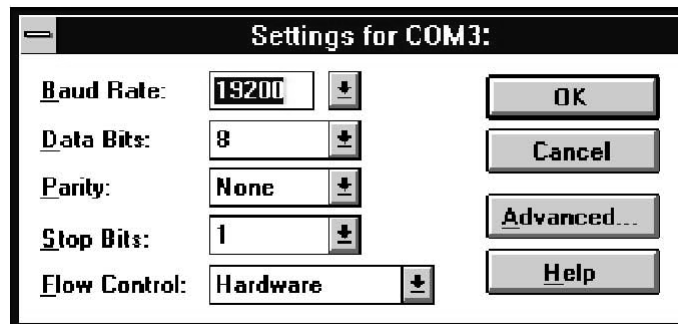 Settings for COM3:
Baud Rate: 19200
OK
Data Bits: 8
Cancel
Parity: None
Advanced...
Stop Bits: 1
Help
Flow Control: Hardware